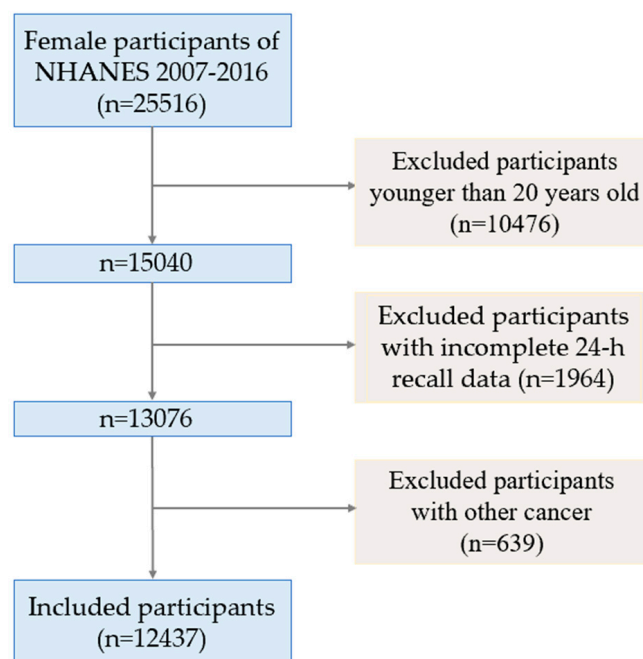 Female participants of
NHANES 2007-2016
(n=25516)
Excluded participants
younger than 20 years old
(n=10476)
n=15040
Excluded participants
with incomplete 24-h
recall data (n=1964)
n=13076
Excluded participants
with other cancer
(n=639)
Included participants
(n=12437)